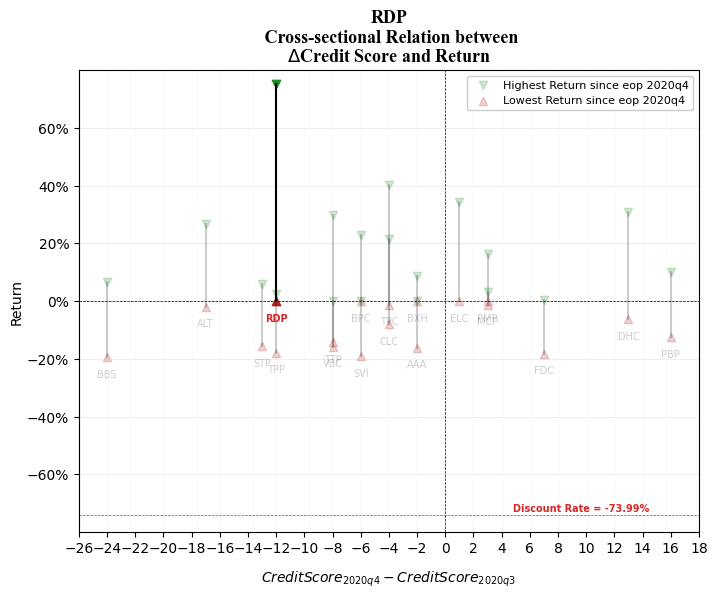 RDP
Cross-sectional Relation between
ΔCredit Score and Return
Highest Return since eop 2020q4
Lowest Return since eop 2020q4
Return
60%
40%
20%
0%
−20%
−40%
−60%
BBS
ALT
STP
RDP
TPP
TTP
VBC
BPC
SVI
TPC
CLC
BXH
AAA
ELC
BMP
MCP
FDC
DHC
PBP
Discount Rate = -73.99%
−26 −24 −22 −20 −18 −16 −14 −12 −10 −8 −6 −4 −2 0 2 4 6 8 10 12 14 16 18
CreditScore2020q4 − CreditScore2020q3